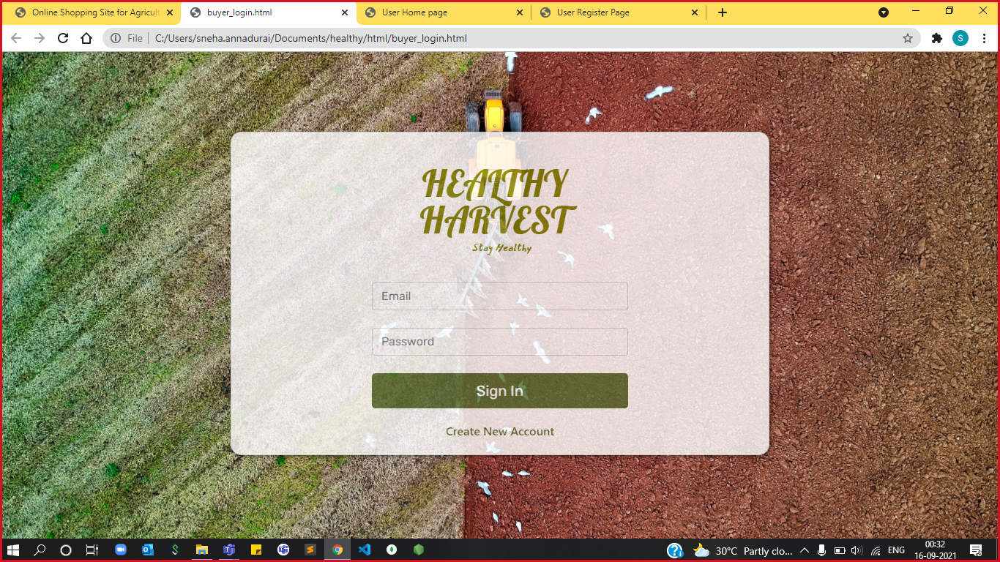 Online Shopping Site for Agricult
buyer_login.html
User Home page
User Register Page
File
C:/Users/sneha.annadurai/Documents/healthy/html/buyer_login.html
S
HEALTHY
HARVEST
Stay Healthy
Email
Password
Sign In
Create New Account
30°C Partly clo...
ENG
00:32
16-09-2021